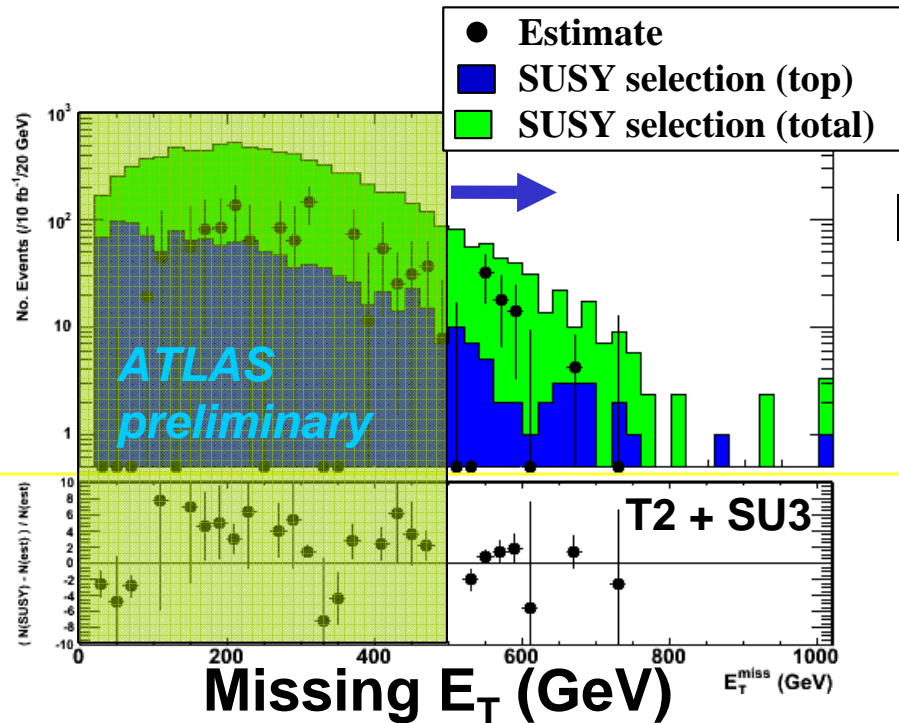 Estimate
SUSY selection (top)
SUSY selection (total)
No. Events (/10 fb⁻¹/20 GeV)
10³
10²
10
1
ATLAS
preliminary
( N(SUSY) - N(est) ) / N(est)
10
8
6
4
2
0
-2
-4
-6
-8
-10
T2 + SU3
0 200 400 600 800 1000
E_T^miss (GeV)
Missing E_T (GeV)